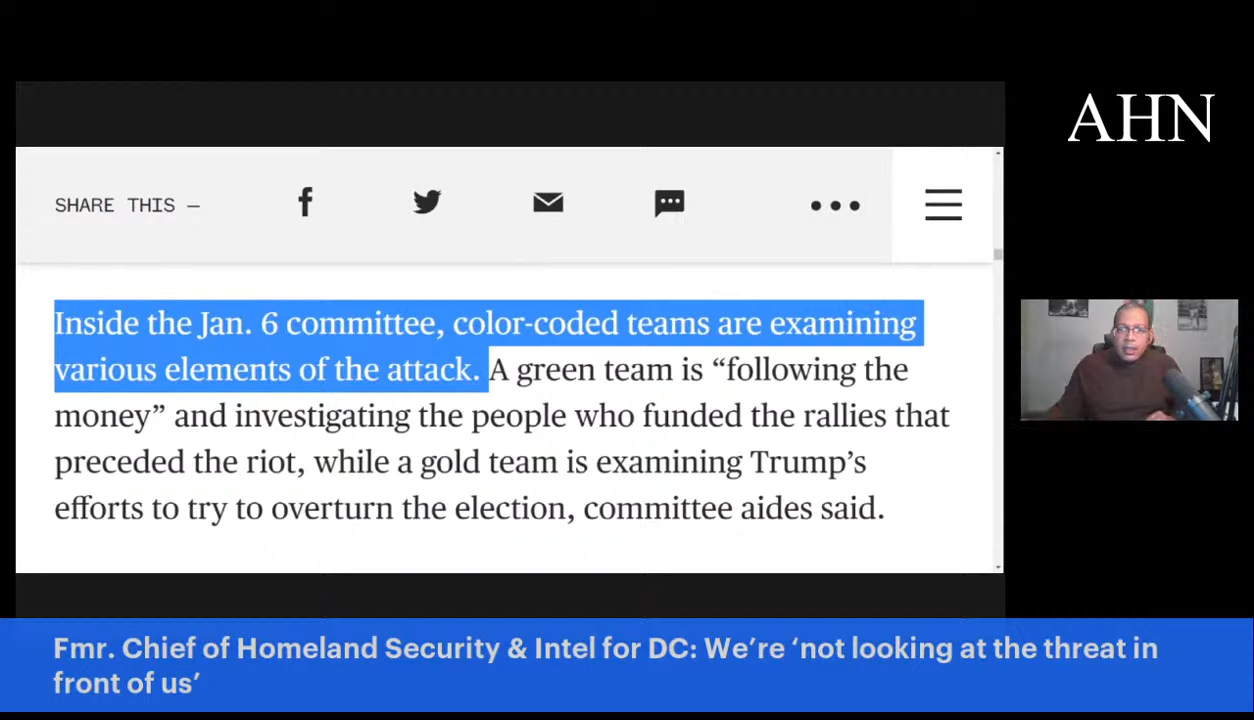 AHN
SHARE THIS —
Inside the Jan. 6 committee, color-coded teams are examining
various elements of the attack. A green team is “following the
money” and investigating the people who funded the rallies that
preceded the riot, while a gold team is examining Trump’s
efforts to try to overturn the election, committee aides said.
Fmr. Chief of Homeland Security & Intel for DC: We’re ‘not looking at the threat in
front of us’